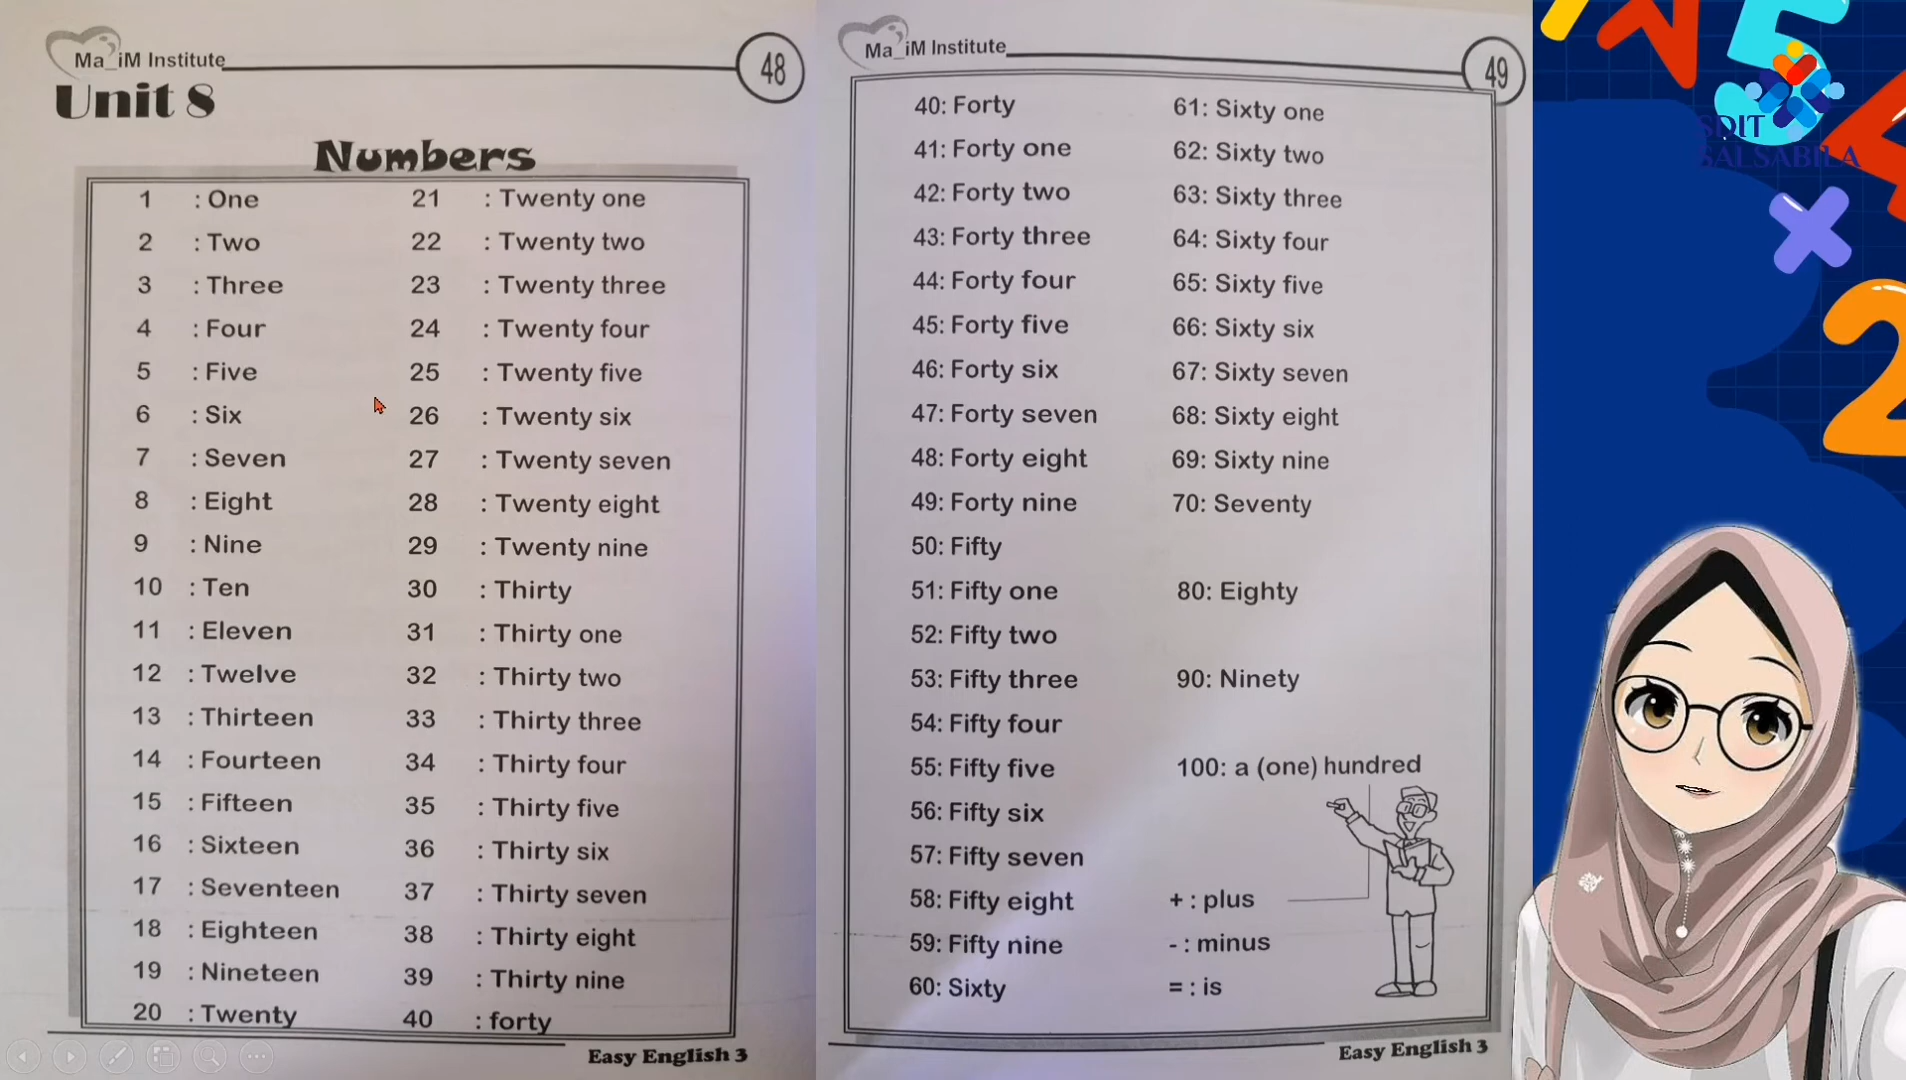 Ma_iM Institute
48
Unit 8
Numbers
1 : One
2 : Two
3 : Three
4 : Four
5 : Five
6 : Six
7 : Seven
8 : Eight
9 : Nine
10 : Ten
11 : Eleven
12 : Twelve
13 : Thirteen
14 : Fourteen
15 : Fifteen
16 : Sixteen
17 : Seventeen
18 : Eighteen
19 : Nineteen
20 : Twenty
21 : Twenty one
22 : Twenty two
23 : Twenty three
24 : Twenty four
25 : Twenty five
26 : Twenty six
27 : Twenty seven
28 : Twenty eight
29 : Twenty nine
30 : Thirty
31 : Thirty one
32 : Thirty two
33 : Thirty three
34 : Thirty four
35 : Thirty five
36 : Thirty six
37 : Thirty seven
38 : Thirty eight
39 : Thirty nine
40 : forty
Easy English 3
Ma_iM Institute
49
40: Forty
41: Forty one
42: Forty two
43: Forty three
44: Forty four
45: Forty five
46: Forty six
47: Forty seven
48: Forty eight
49: Forty nine
50: Fifty
51: Fifty one
52: Fifty two
53: Fifty three
54: Fifty four
55: Fifty five
56: Fifty six
57: Fifty seven
58: Fifty eight
59: Fifty nine
60: Sixty
61: Sixty one
62: Sixty two
63: Sixty three
64: Sixty four
65: Sixty five
66: Sixty six
67: Sixty seven
68: Sixty eight
69: Sixty nine
70: Seventy
80: Eighty
90: Ninety
100: a (one) hundred
+ : plus
- : minus
= : is
Easy English 3
5
4
2
×
SDIT
SALSABILA